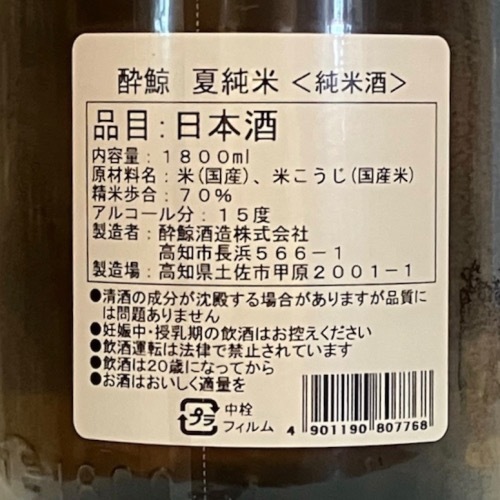 酔鯨 夏純米 <純米酒>
品目:日本酒
内容量:1800ml
原材料名:米(国産)、米こうじ(国産米)
精米歩合:70%
アルコール分:15度
製造者:酔鯨酒造株式会社
高知市長浜566-1
製造場:高知県土佐市甲原2001-1
●清酒の成分が沈殿する場合がありますが品質に
は問題ありません
●妊娠中・授乳期の飲酒はお控えください
●飲酒運転は法律で禁止されています
●飲酒は20歳になってから
●お酒はおいしく適量を
プラ
中栓
フィルム
4 901190 807768